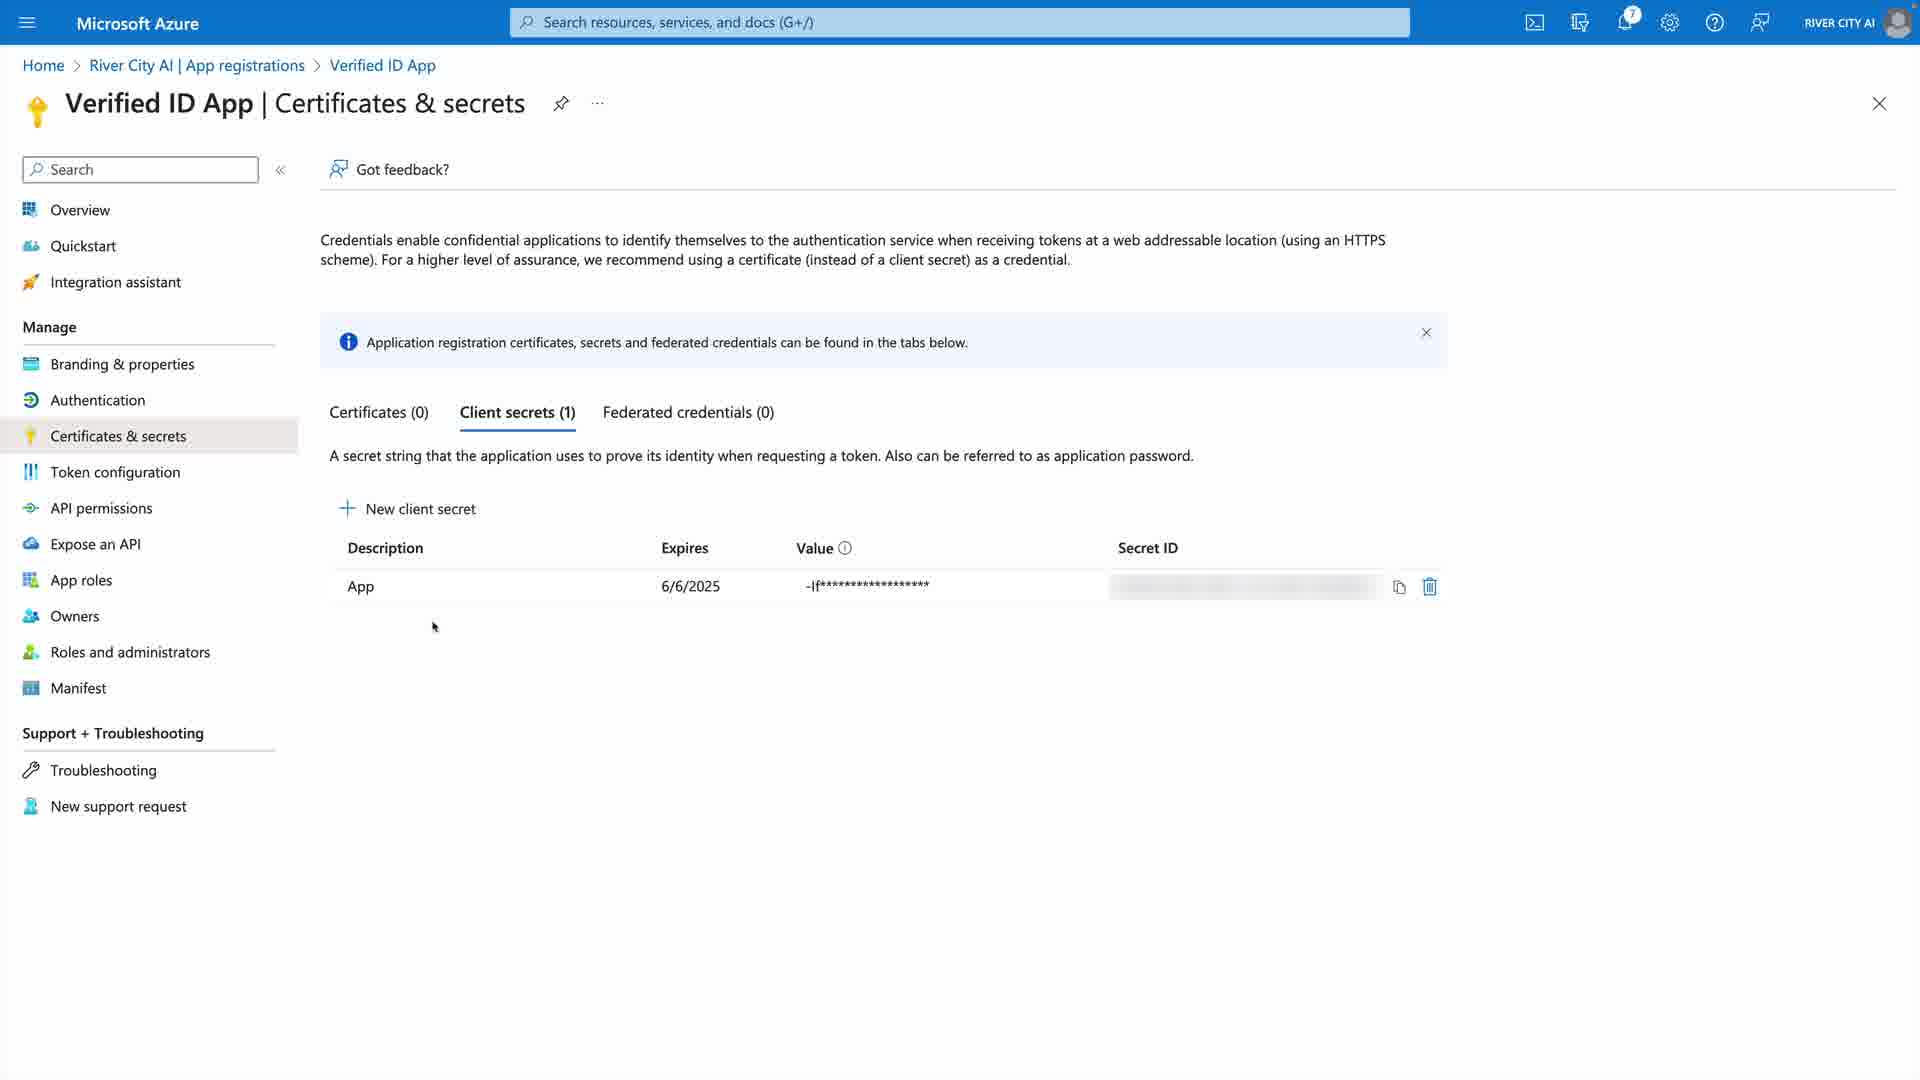 Microsoft Azure
Search resources, services, and docs (G+/)
7
RIVER CITY AI
Home > River City AI | App registrations > Verified ID App
Verified ID App | Certificates & secrets
Search
Got feedback?
Overview
Quickstart
Integration assistant
Manage
Branding & properties
Authentication
Certificates & secrets
Token configuration
API permissions
Expose an API
App roles
Owners
Roles and administrators
Manifest
Support + Troubleshooting
Troubleshooting
New support request
Credentials enable confidential applications to identify themselves to the authentication service when receiving tokens at a web addressable location (using an HTTPS
scheme). For a higher level of assurance, we recommend using a certificate (instead of a client secret) as a credential.
Application registration certificates, secrets and federated credentials can be found in the tabs below.
Certificates (0) Client secrets (1) Federated credentials (0)
A secret string that the application uses to prove its identity when requesting a token. Also can be referred to as application password.
New client secret
Description Expires Value Secret ID
App 6/6/2025 -If******************